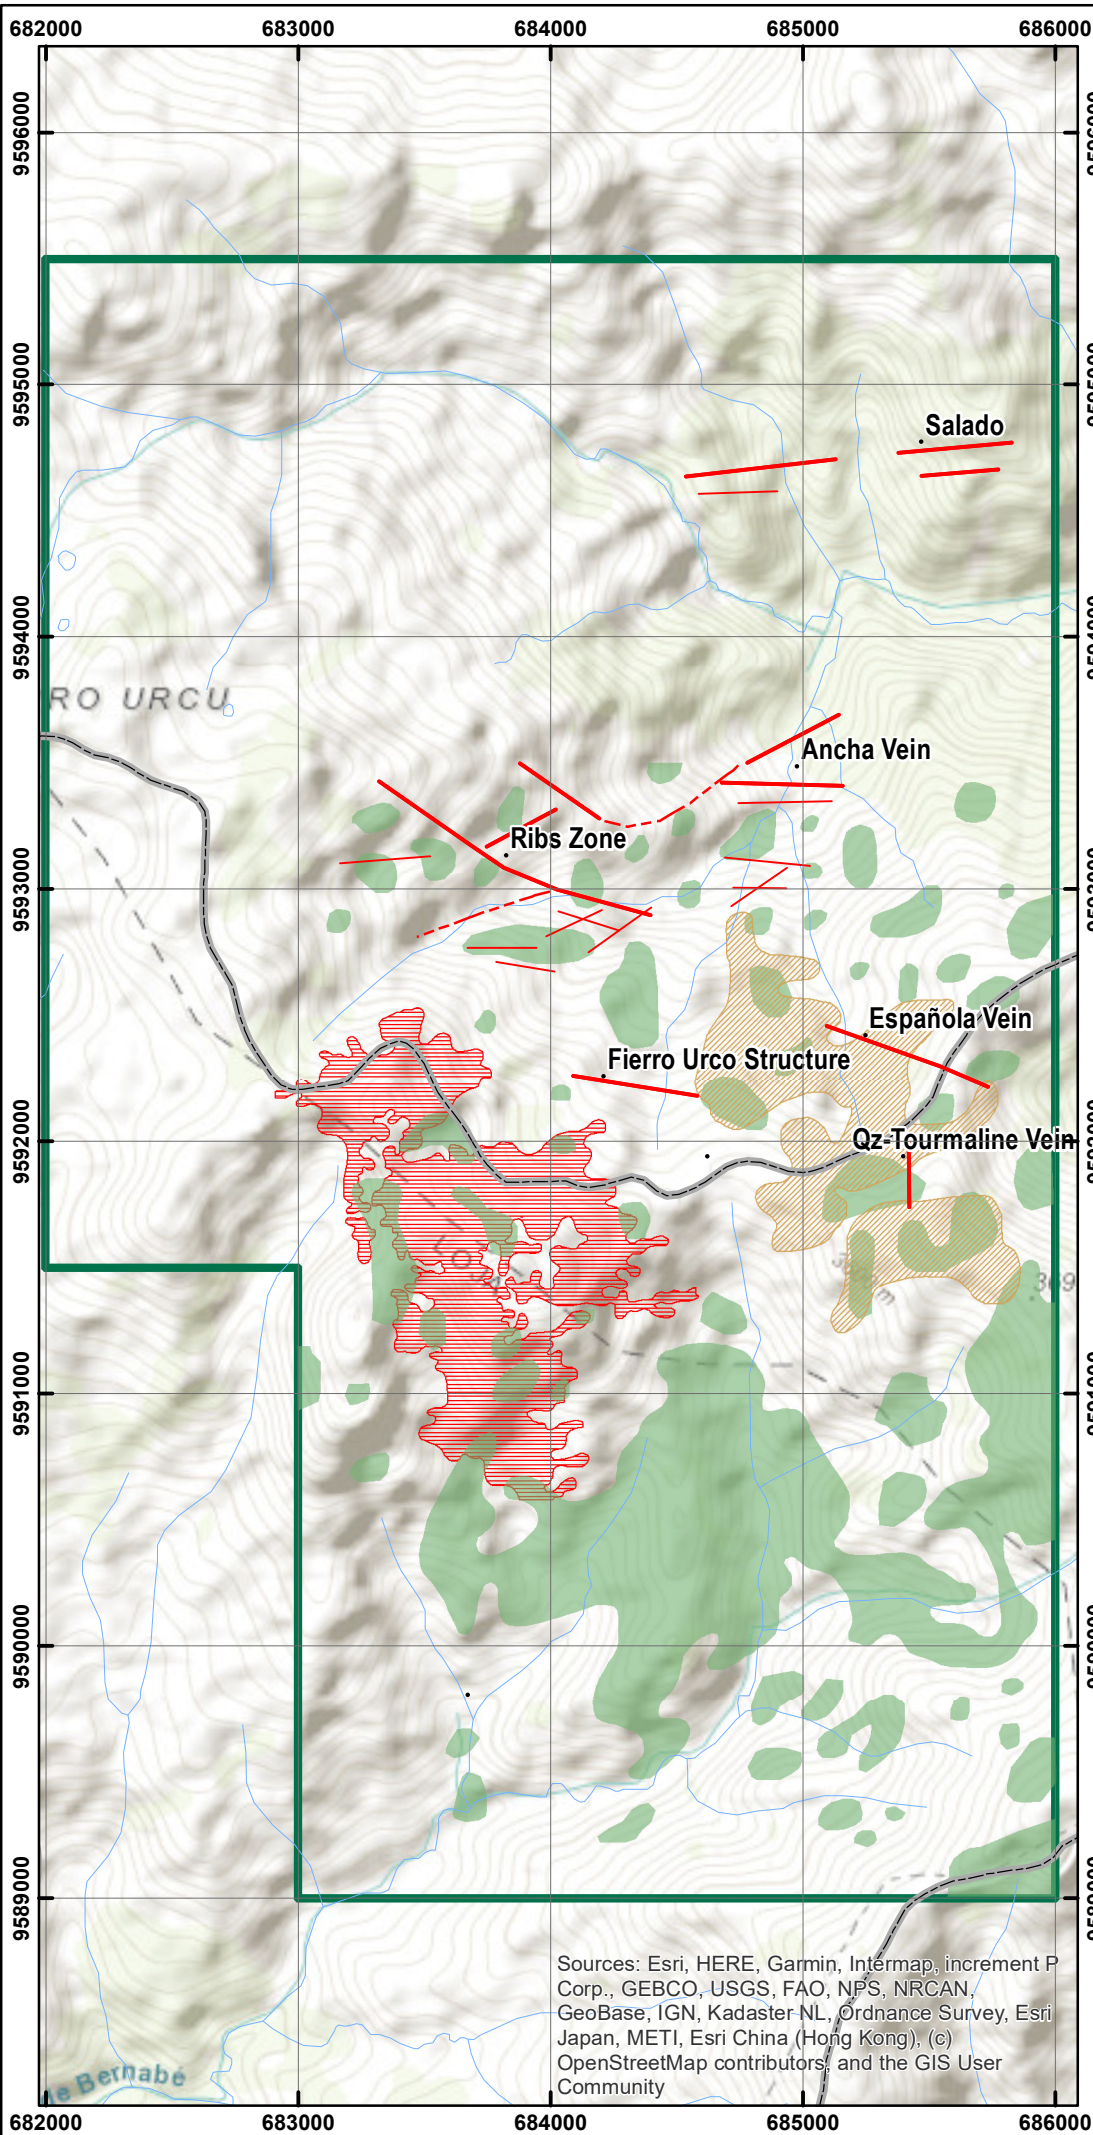 682000 683000 684000 685000 686000
9596000
9595000
9594000
9593000
9592000
9591000
9590000
9589000
Salado
RO URCU
Ancha Vein
Ribs Zone
Española Vein
Fierro Urco Structure
Qz-Tourmaline Vein
LOJA
Sources: Esri, HERE, Garmin, Intermap, increment P
Corp., GEBCO, USGS, FAO, NPS, NRCAN,
GeoBase, IGN, Kadaster NL, Ordnance Survey, Esri
Japan, METI, Esri China (Hong Kong), (c)
OpenStreetMap contributors, and the GIS User
Community
de Bernabé
682000 683000 684000 685000 686000